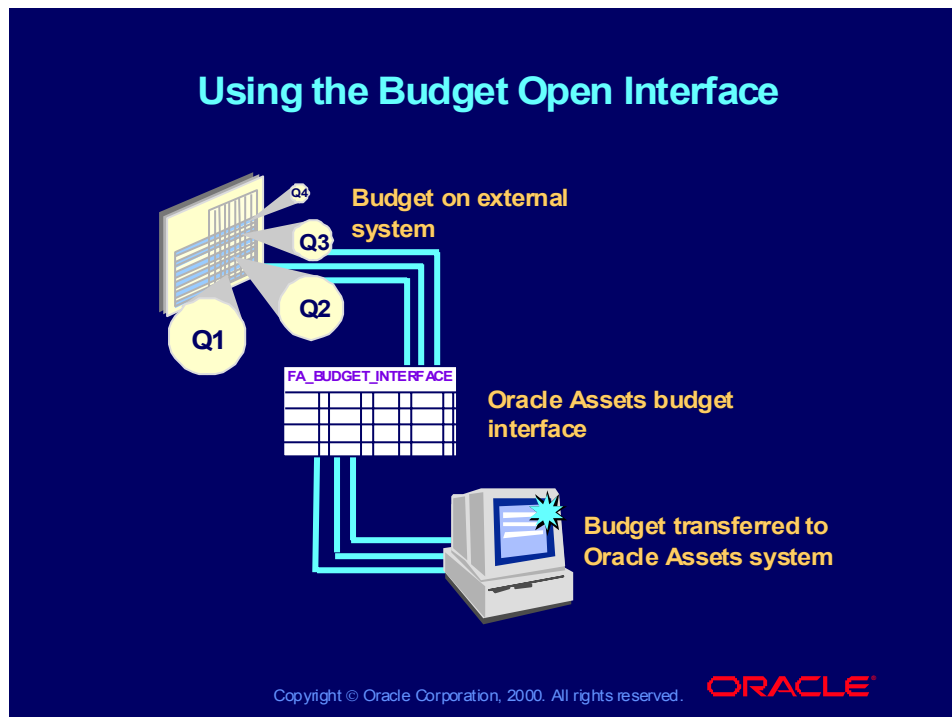 Using the Budget Open Interface
Q4
Budget on external
system
Q3
Q2
Q1
FA_BUDGET_INTERFACE
Oracle Assets budget
interface
Budget transferred to
Oracle Assets system
Copyright © Oracle Corporation, 2000. All rights reserved.
ORACLE®